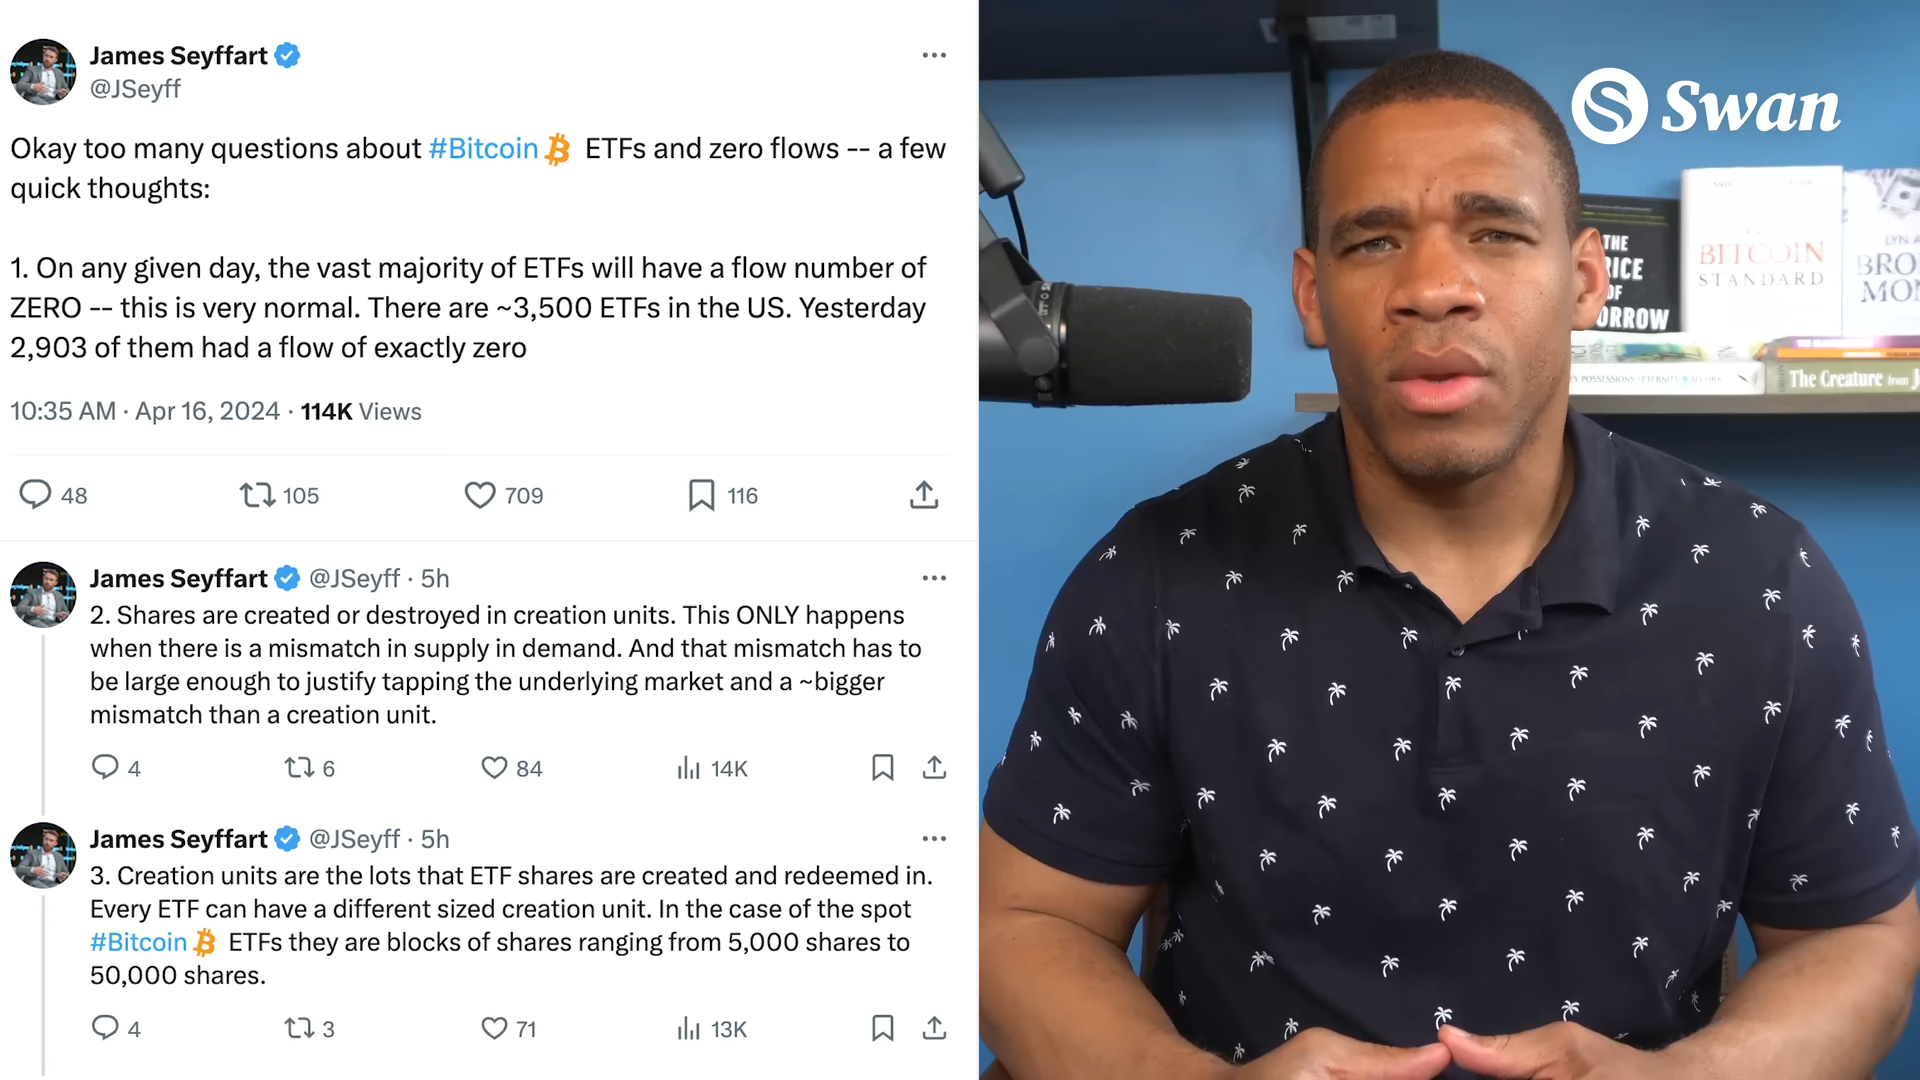 James Seyffart
@JSeyff
Okay too many questions about #Bitcoin ETFs and zero flows -- a few
quick thoughts:
1. On any given day, the vast majority of ETFs will have a flow number of
ZERO -- this is very normal. There are ~3,500 ETFs in the US. Yesterday
2,903 of them had a flow of exactly zero
10:35 AM · Apr 16, 2024 · 114K Views
48 105 709 116
James Seyffart @JSeyff · 5h
2. Shares are created or destroyed in creation units. This ONLY happens
when there is a mismatch in supply in demand. And that mismatch has to
be large enough to justify tapping the underlying market and a ~bigger
mismatch than a creation unit.
4 6 84 14K
James Seyffart @JSeyff · 5h
3. Creation units are the lots that ETF shares are created and redeemed in.
Every ETF can have a different sized creation unit. In the case of the spot
#Bitcoin ETFs they are blocks of shares ranging from 5,000 shares to
50,000 shares.
4 3 71 13K
Swan
THE
OF
BITCOIN
STANDARD
LYN
The Creature from